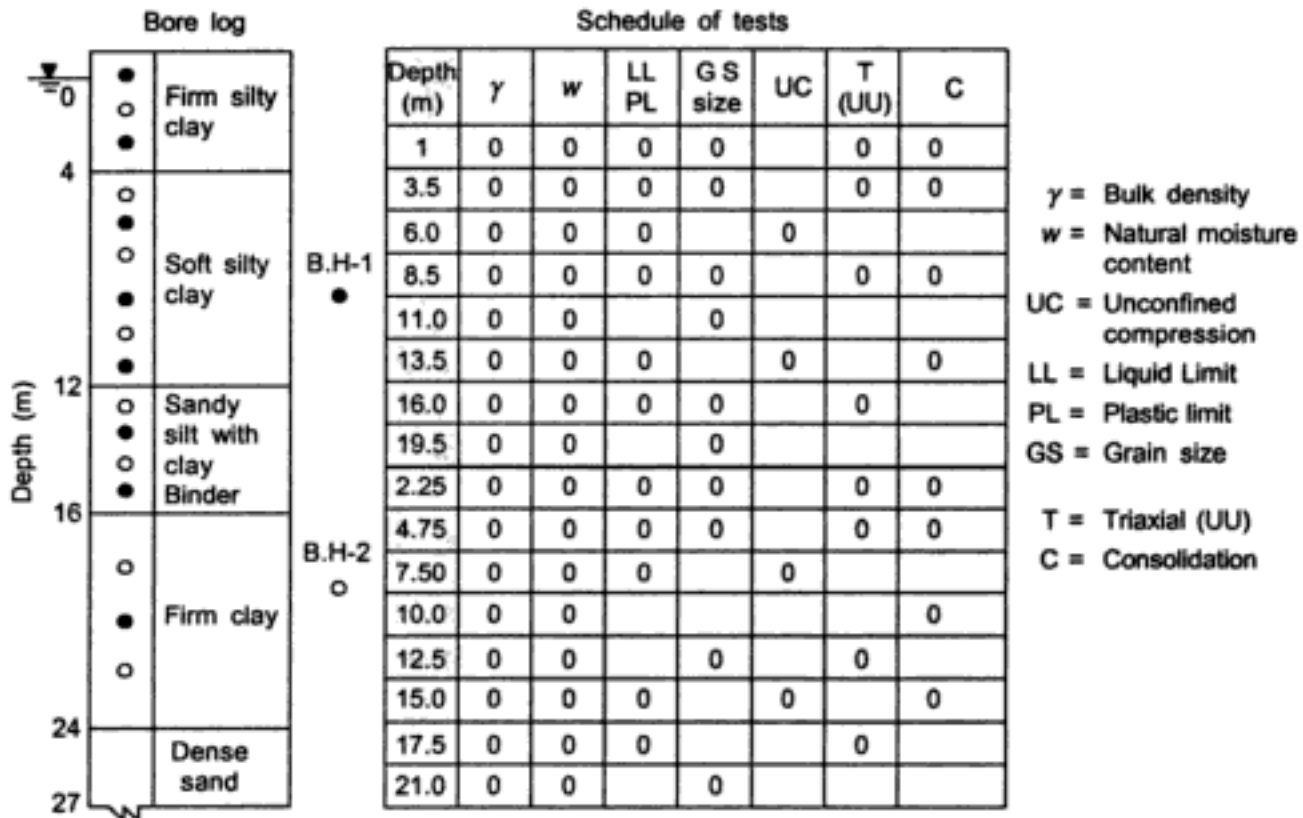 Bore log
0
4
12
16
24
27
Depth (m)
Firm silty
clay
Soft silty
clay
Sandy
silt with
clay
Binder
Firm clay
Dense
sand
B.H-1
B.H-2
Schedule of tests
Depth (m) γ w LL PL G S size UC T (UU) C
1 0 0 0 0 0 0
3.5 0 0 0 0 0 0
6.0 0 0 0 0
8.5 0 0 0 0 0 0
11.0 0 0 0
13.5 0 0 0 0 0
16.0 0 0 0 0 0
19.5 0 0 0
2.25 0 0 0 0 0 0
4.75 0 0 0 0 0 0
7.50 0 0 0 0
10.0 0 0 0
12.5 0 0 0 0
15.0 0 0 0 0 0
17.5 0 0 0 0
21.0 0 0 0
γ = Bulk density
w = Natural moisture
content
UC = Unconfined
compression
LL = Liquid Limit
PL = Plastic limit
GS = Grain size
T = Triaxial (UU)
C = Consolidation